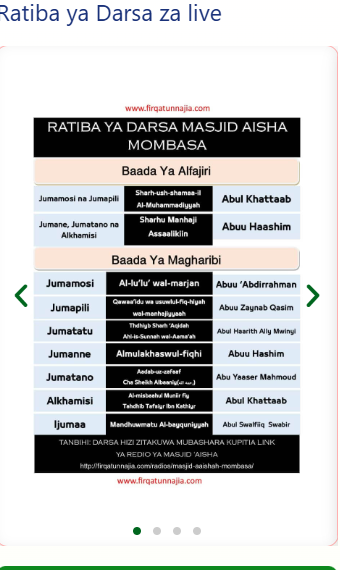 Ratiba ya Darsa za live
www.firqatunnajia.com
RATIBA YA DARSA MASJID AISHA
MOMBASA
Baada Ya Alfajiri
Jumamosi na Jumapili
Sharh-ush-shamaa-il
Al-Muhammadiyyah
Abul Khattaab
Jumane, Jumatano na
Alkhamisi
Sharhu Manhaji
Assaalikiin
Abuu Haashim
Baada Ya Magharibi
Jumamosi
Al-lu'lu' wal-marjan
Abuu 'Abdirrahman
Jumapili
Qawaa'idu wa usuwlul-fiq-hiyah
wal-manhajiyyaah
Abuu Zaynab Qasim
Jumatatu
Thdhiyb Sharh 'Aqidah
Ahl-is-Sunnah wal-Aama'ah
Abul Haarith Aliy Mwinyi
Jumanne
Almulakhaswul-fiqhi
Abuu Hashim
Jumatano
Aadab-uz-zafaaf
Cha Sheikh Albaaniy
Abu Yaaser Mahmoud
Alkhamisi
Al-misbaahul Muniir Fiy
Tahdhib Tafsiyr Ibn Kathiyr
Abul Khattaab
Ijumaa
Mandhuwmatu Al-bayquniyyah
Abul Swalfiiq Swabir
TANBIHI: DARSA HIZI ZITAKUWA MUBASHARA KUPITIA LINK
YA REDIO YA MASJID 'AISHA
http://firqatunnajia.com/radios/masjid-aaishah-mombasa/
www.firqatunnajia.com